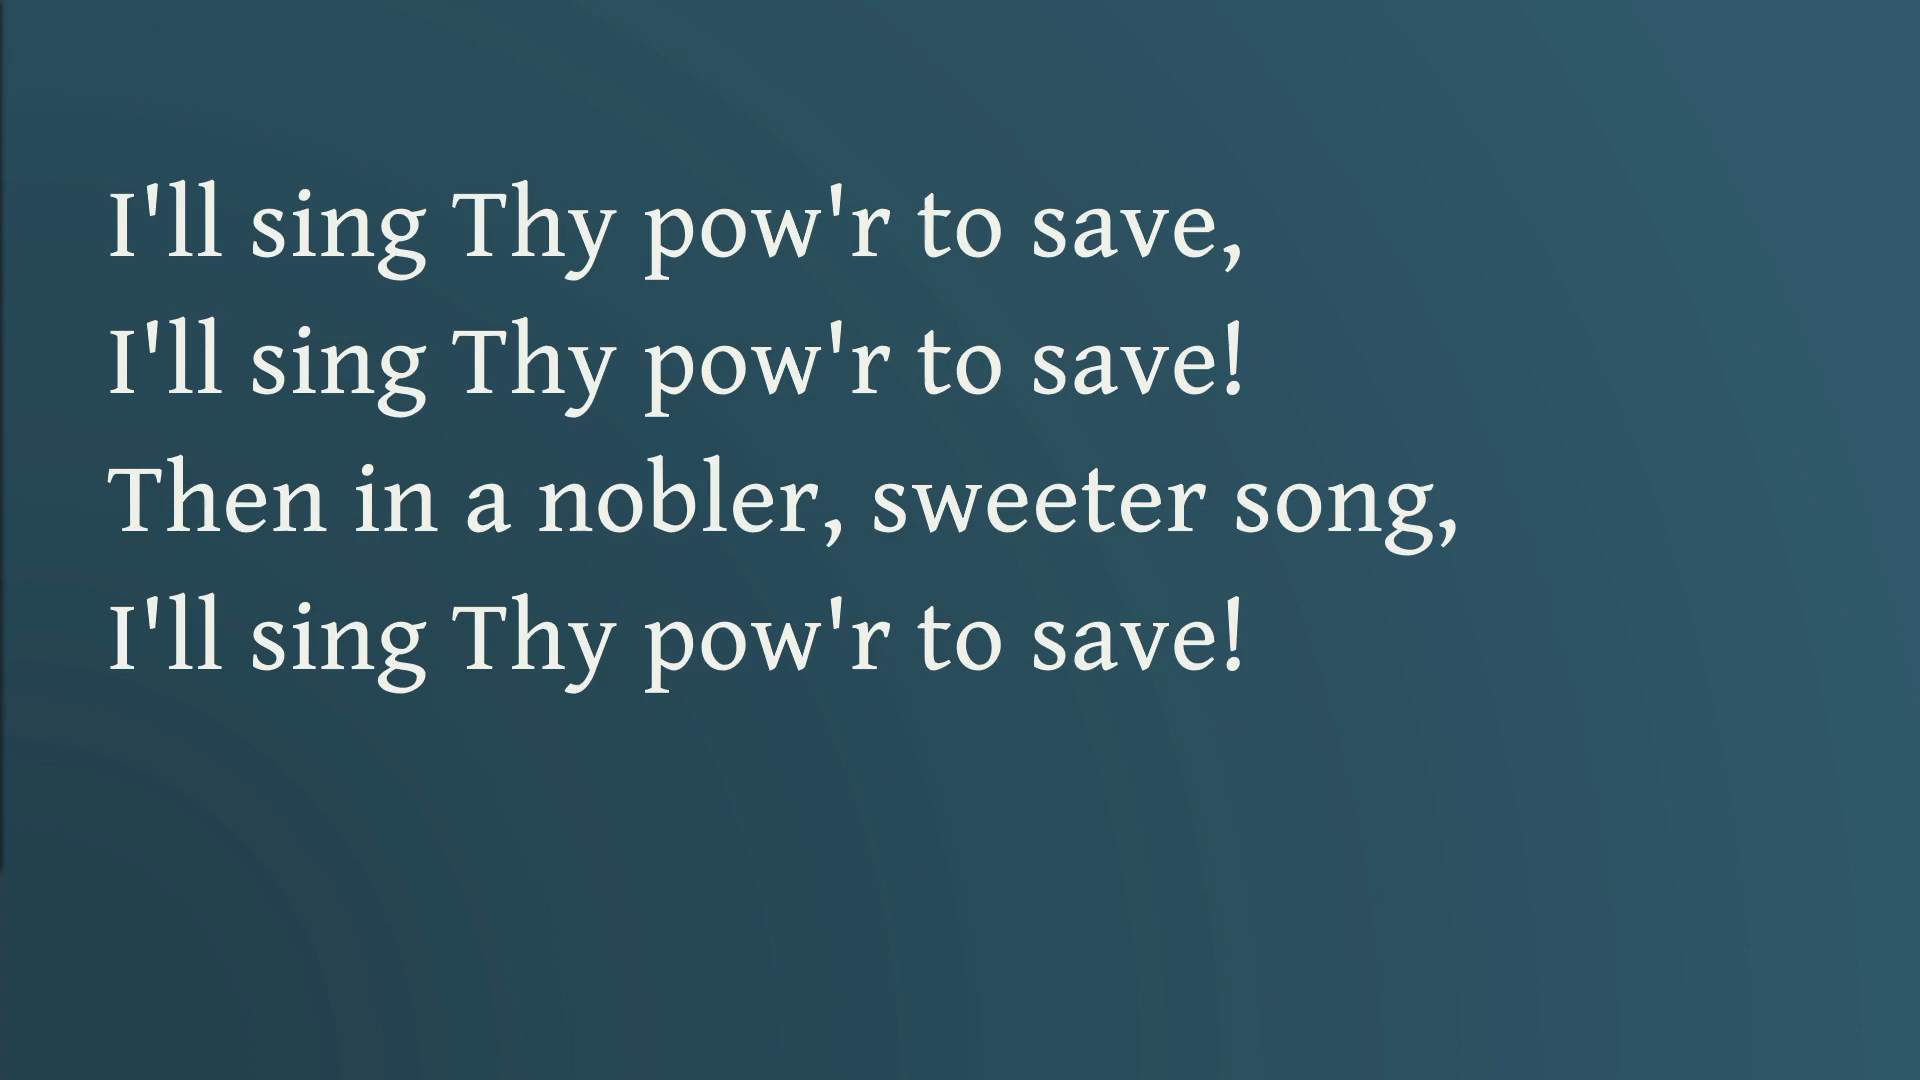 I'll sing Thy pow'r to save,
I'll sing Thy pow'r to save!
Then in a nobler, sweeter song,
I'll sing Thy pow'r to save!